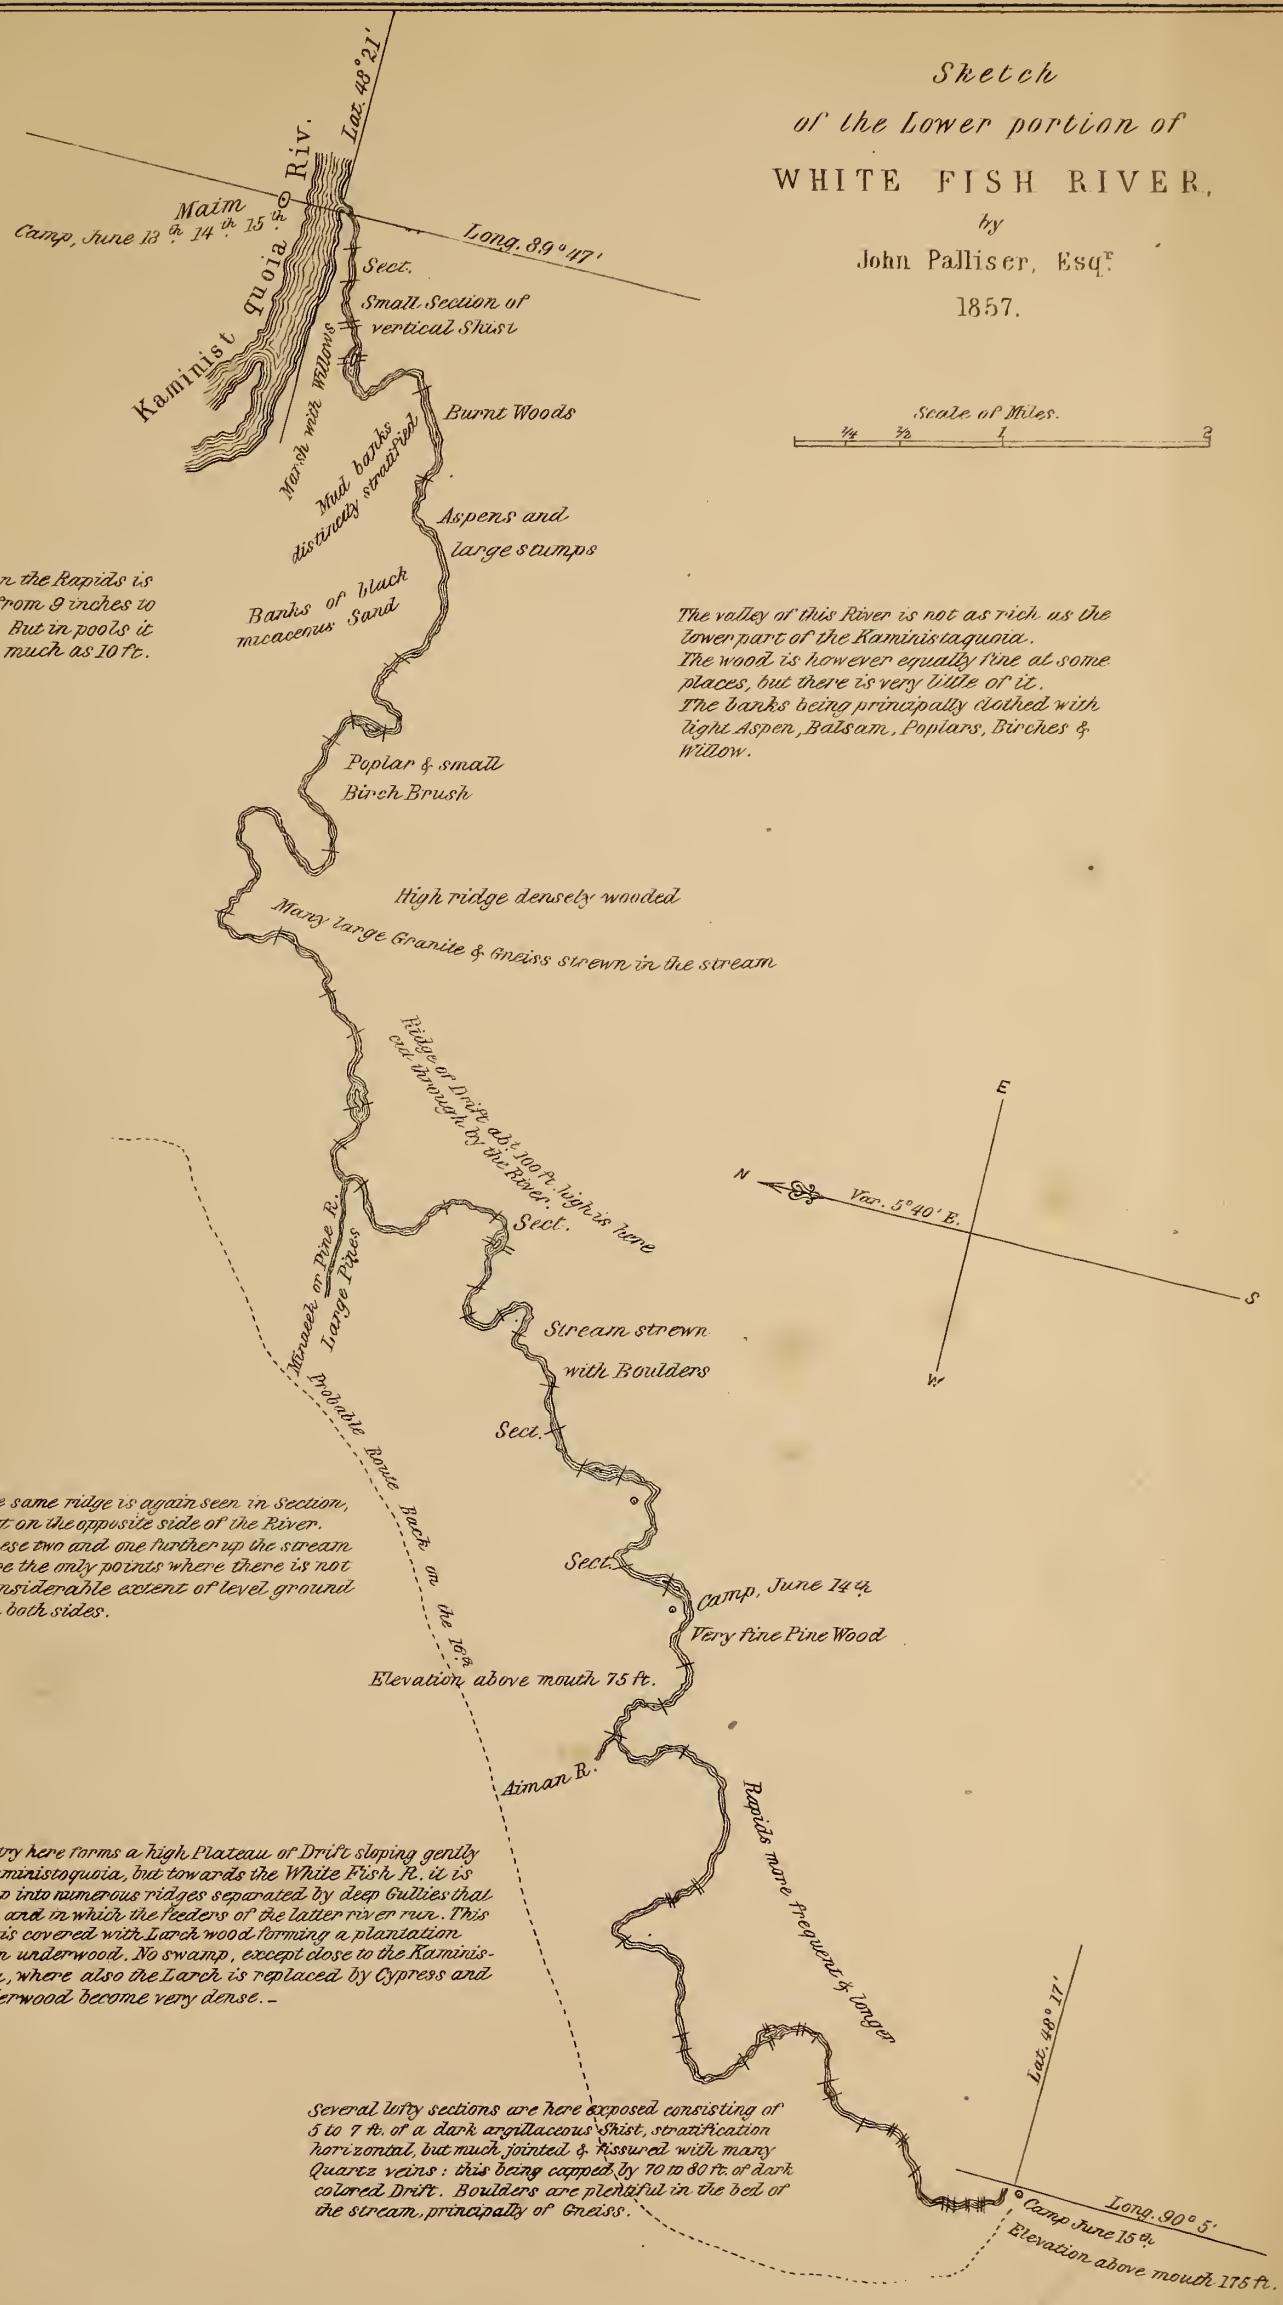 Sketch
of the Lower portion of
WHITE FISH RIVER,
by
John Palliser, Esqr.
1857.
Scale of Miles.
1/4 1/2 1 2
Lat. 48° 21'
Kaministquoia Riv.
Maim
Camp, June 13th 14th 15th
Long. 89° 47'
Sect.
Small Section of
vertical Shist
Marsh with Willows
Burnt Woods
Mud banks
distinctly stratified
Aspens and
large stumps
n the Rapids is
from 9 inches to
But in pools it
much as 10 ft.
Banks of black
micaceous Sand
The valley of this River is not as rich as the
lower part of the Kaministaquoia.
The wood is however equally fine at some
places, but there is very little of it.
The banks being principally clothed with
light Aspen, Balsam, Poplars, Birches &
Willow.
Poplar & small
Birch Brush
High ridge densely wooded
Many large Granite & Gneiss strewn in the stream
Ridge of Drift abt. 100 ft. high is here
cut through by the River.
E
N
Var. 5° 40' E.
S
W
Sect.
Minaeek or Pine R.
Large Pines
Stream strewn
with Boulders
Probable Route Back on the 16th
Sect.
e same ridge is again seen in Section,
t on the opposite side of the River.
ese two and one further up the stream
re the only points where there is not
nsiderable extent of level ground
both sides.
Sect.
Camp, June 14th
Very fine Pine Wood
Elevation above mouth 75 ft.
Aiman R.
Rapids more frequent & longer
try here forms a high Plateau of Drift sloping gently
ministoquoia, but towards the White Fish R. it is
p into numerous ridges separated by deep Gullies that
and in which the feeders of the latter river run. This
is covered with Larch wood forming a plantation
n underwood. No swamp, except close to the Kaminis-
, where also the Larch is replaced by Cypress and
erwood become very dense.–
Lat. 48° 17'
Several lofty sections are here exposed consisting of
5 to 7 ft. of a dark argillaceous Shist, stratification
horizontal, but much jointed & fissured with many
Quartz veins: this being capped by 70 to 80 ft. of dark
colored Drift. Boulders are plentiful in the bed of
the stream, principally of Gneiss.
Long. 90° 5'
Camp June 15th
Elevation above mouth 175 ft.